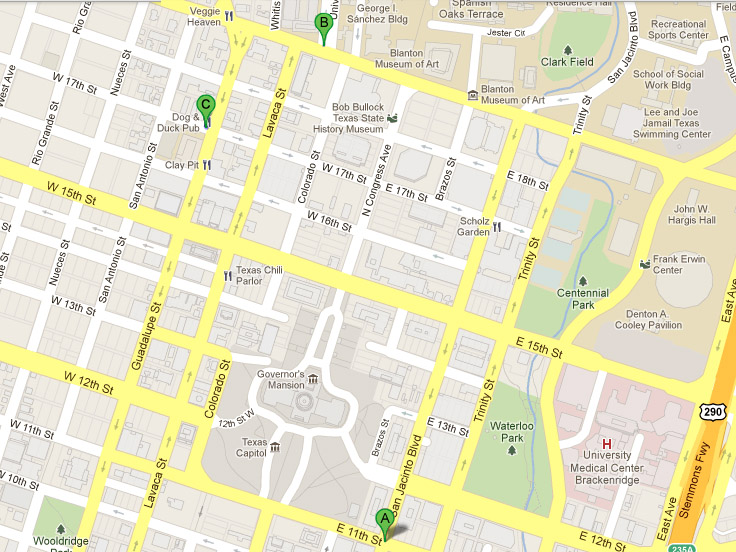 Veggie
Heaven
Whitis
Univ
B
George I.
Sánchez Bldg
Spanish
Oaks Terrace
Residence Hall
Jester Cir
San Jacinto Blvd
Recreational
Sports Center
Field
E Campus
Rio Gra
Nueces St
West Ave
W 17th St
C
Dog &
Duck Pub
Lavaca St
Blanton
Museum of Art
Clark Field
Blanton
Museum of Art
School of Social
Work Bldg
Bob Bullock
Texas State
History Museum
Trinity St
Lee and Joe
Jamail Texas
Swimming Center
Rio Grande St
San Antonio St
Clay Pit
Colorado St
W 17th St
N Congress Ave
E 17th St
Brazos St
E 18th St
W 15th St
W 16th St
Scholz
Garden
John W.
Hargis Hall
Nueces St
San Antonio St
Texas Chili
Parlor
Trinity St
Frank Erwin
Center
Centennial
Park
East Ave
W 13th St
Guadalupe St
Denton A.
Cooley Pavilion
E 15th St
W 12th St
Governor's
Mansion
Colorado St
12th St W
Brazos St
E 13th St
Trinity St
Waterloo
Park
290
W 11th St
Texas
Capitol
San Jacinto Blvd
H
University
Medical Center
Brackenridge
Stemmons Fwy
W 10th St
Lavaca St
A
E 11th St
E 12th St
East Ave
Wooldridge
235A